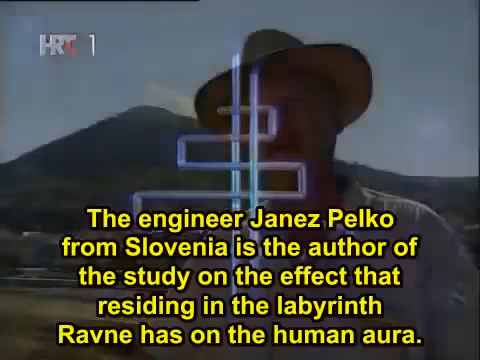 HRT 1
The engineer Janez Pelko
from Slovenia is the author of
the study on the effect that
residing in the labyrinth
Ravne has on the human aura.